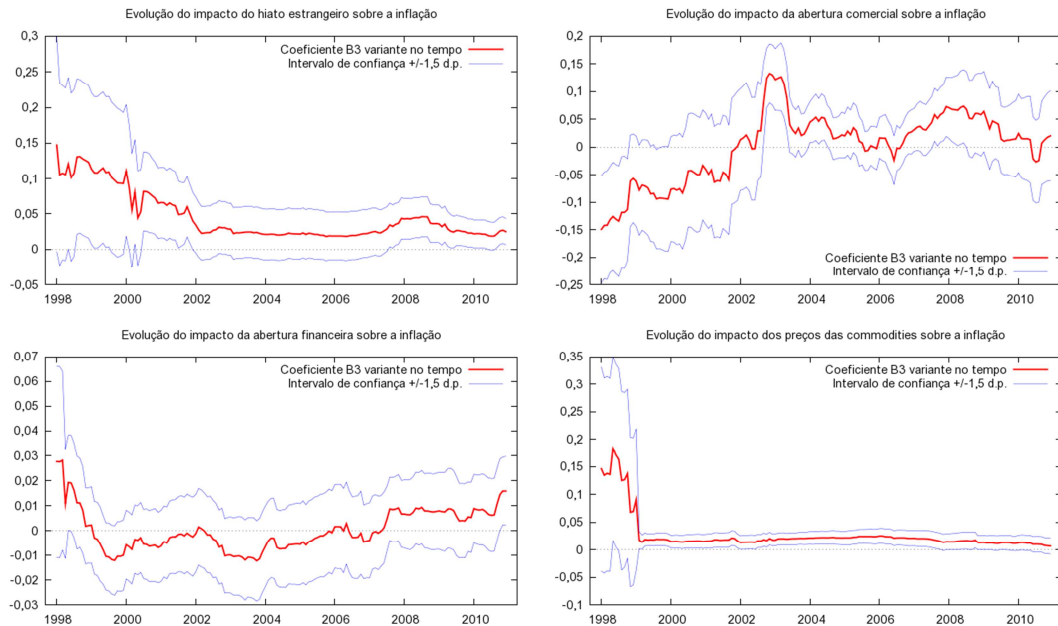 Evolução do impacto do hiato estrangeiro sobre a inflação
0,3
0,25
0,2
0,15
0,1
0,05
0
-0,05
Coeficiente B3 variante no tempo
Intervalo de confiança +/-1,5 d.p.
1998 2000 2002 2004 2006 2008 2010
Evolução do impacto da abertura comercial sobre a inflação
0,2
0,15
0,1
0,05
0
-0,05
-0,1
-0,15
-0,2
-0,25
Coeficiente B3 variante no tempo
Intervalo de confiança +/-1,5 d.p.
1998 2000 2002 2004 2006 2008 2010
Evolução do impacto da abertura financeira sobre a inflação
0,07
0,06
0,05
0,04
0,03
0,02
0,01
0
-0,01
-0,02
-0,03
Coeficiente B3 variante no tempo
Intervalo de confiança +/-1,5 d.p.
1998 2000 2002 2004 2006 2008 2010
Evolução do impacto dos preços das commodities sobre a inflação
0,35
0,3
0,25
0,2
0,15
0,1
0,05
0
-0,05
-0,1
Coeficiente B3 variante no tempo
Intervalo de confiança +/-1,5 d.p.
1998 2000 2002 2004 2006 2008 2010